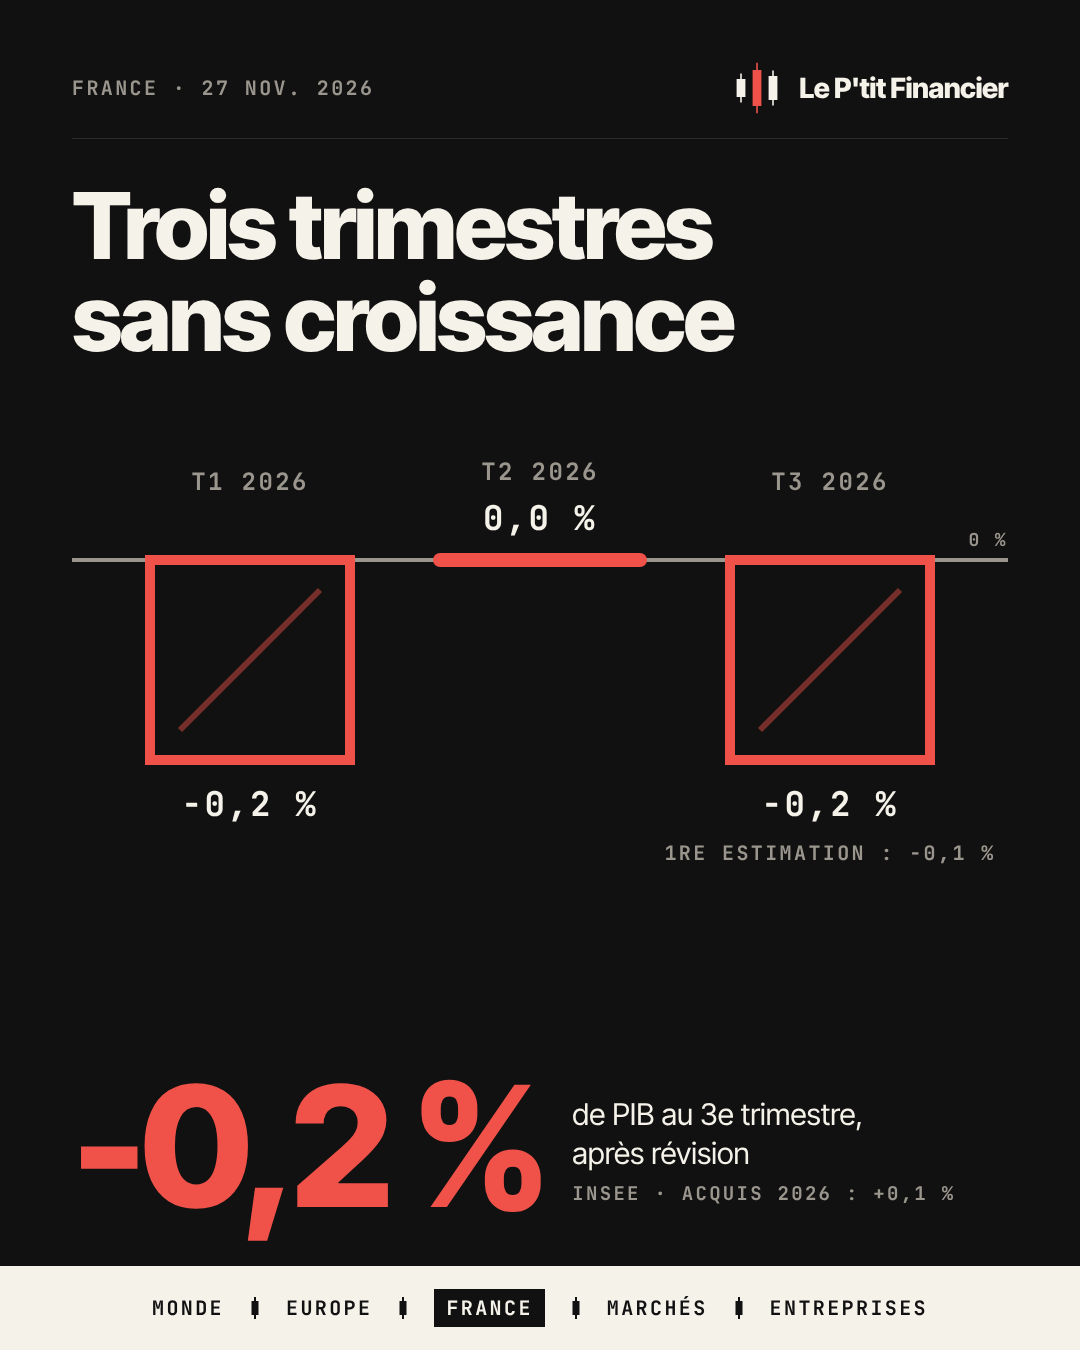 FRANCE · 27 NOV. 2026
Le P'tit Financier
Trois trimestres
sans croissance
T1 2026
T2 2026
T3 2026
0,0 %
0 %
-0,2 %
-0,2 %
1RE ESTIMATION : -0,1 %
-0,2 %
de PIB au 3e trimestre,
après révision
INSEE · ACQUIS 2026 : +0,1 %
MONDE EUROPE FRANCE MARCHÉS ENTREPRISES